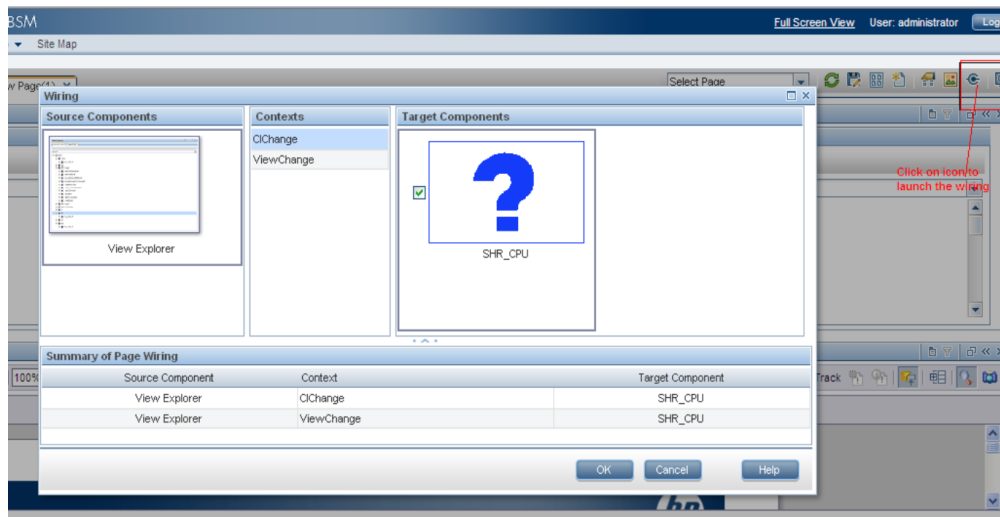 BSM
Full Screen View User: administrator Log
Site Map
w Page(1)
Select Page
Wiring
Source Components
Contexts
Target Components
CIChange
ViewChange
Click on icon to
launch the wiring
View Explorer
SHR_CPU
Summary of Page Wiring
100%
Source Component Context Target Component
Track
View Explorer CIChange SHR_CPU
View Explorer ViewChange SHR_CPU
OK Cancel Help
hp